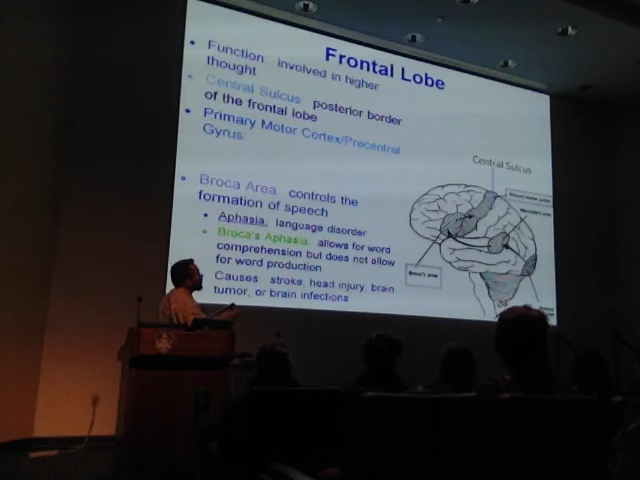 Frontal Lobe
Function: involved in higher
thought
Central Sulcus: posterior border
of the frontal lobe
Primary Motor Cortex/Precentral
Gyrus
Broca Area: controls the
formation of speech
Aphasia: language disorder
Broca's Aphasia: allows for word
comprehension but does not allow
for word production
Causes: stroke, head injury, brain
tumor, or brain infections
Central Sulcus
Broca's area